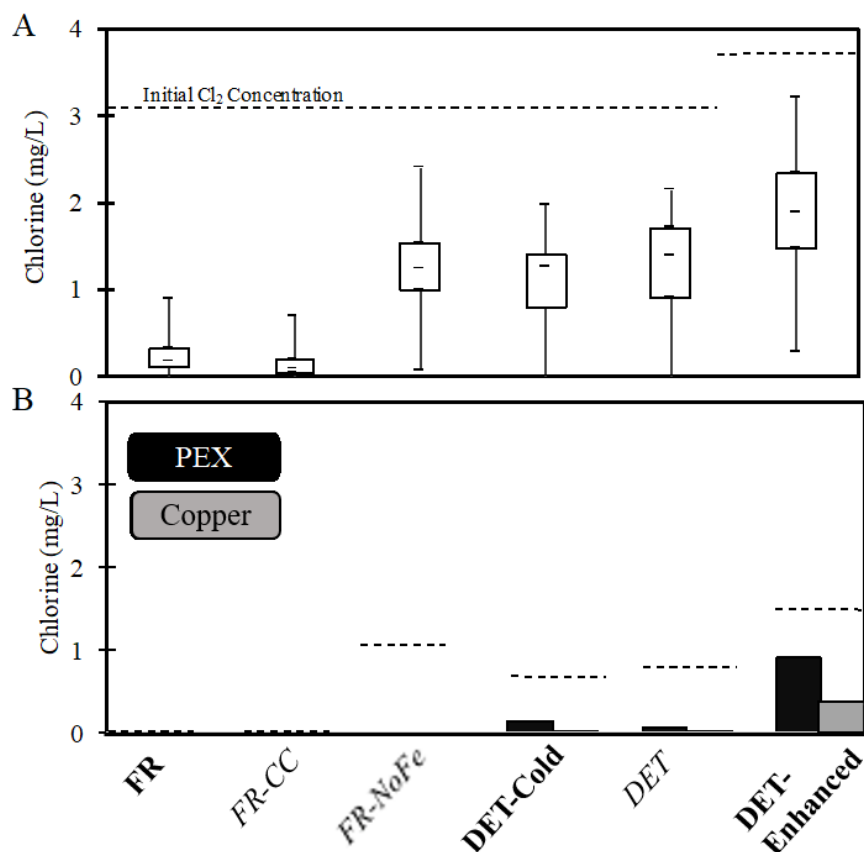 A
4
3
2
1
0
Chlorine (mg/L)
Initial Cl₂ Concentration
B
4
3
2
1
0
Chlorine (mg/L)
PEX
Copper
FR
FR-CC
FR-NoFe
DET-Cold
DET
DET-
Enhanced